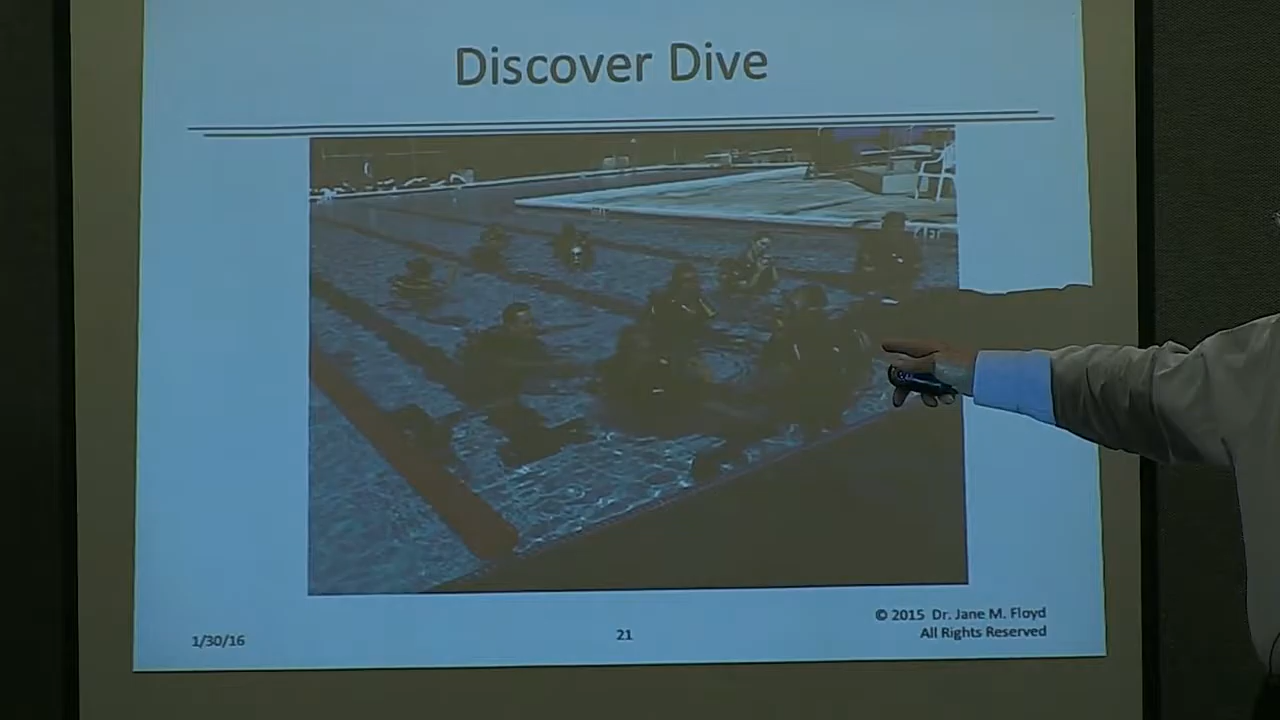 Discover Dive
1/30/16
21
© 2015 Dr. Jane M. Floyd
All Rights Reserved